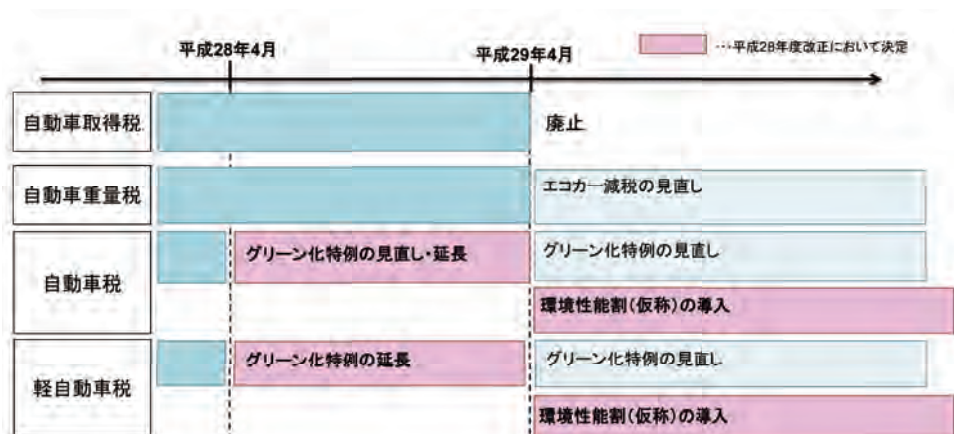 平成28年4月
平成29年4月
…平成28年度改正において決定
自動車取得税
廃止
自動車重量税
エコカー減税の見直し
自動車税
グリーン化特例の見直し・延長
グリーン化特例の見直し
環境性能割(仮称)の導入
軽自動車税
グリーン化特例の延長
グリーン化特例の見直し
環境性能割(仮称)の導入